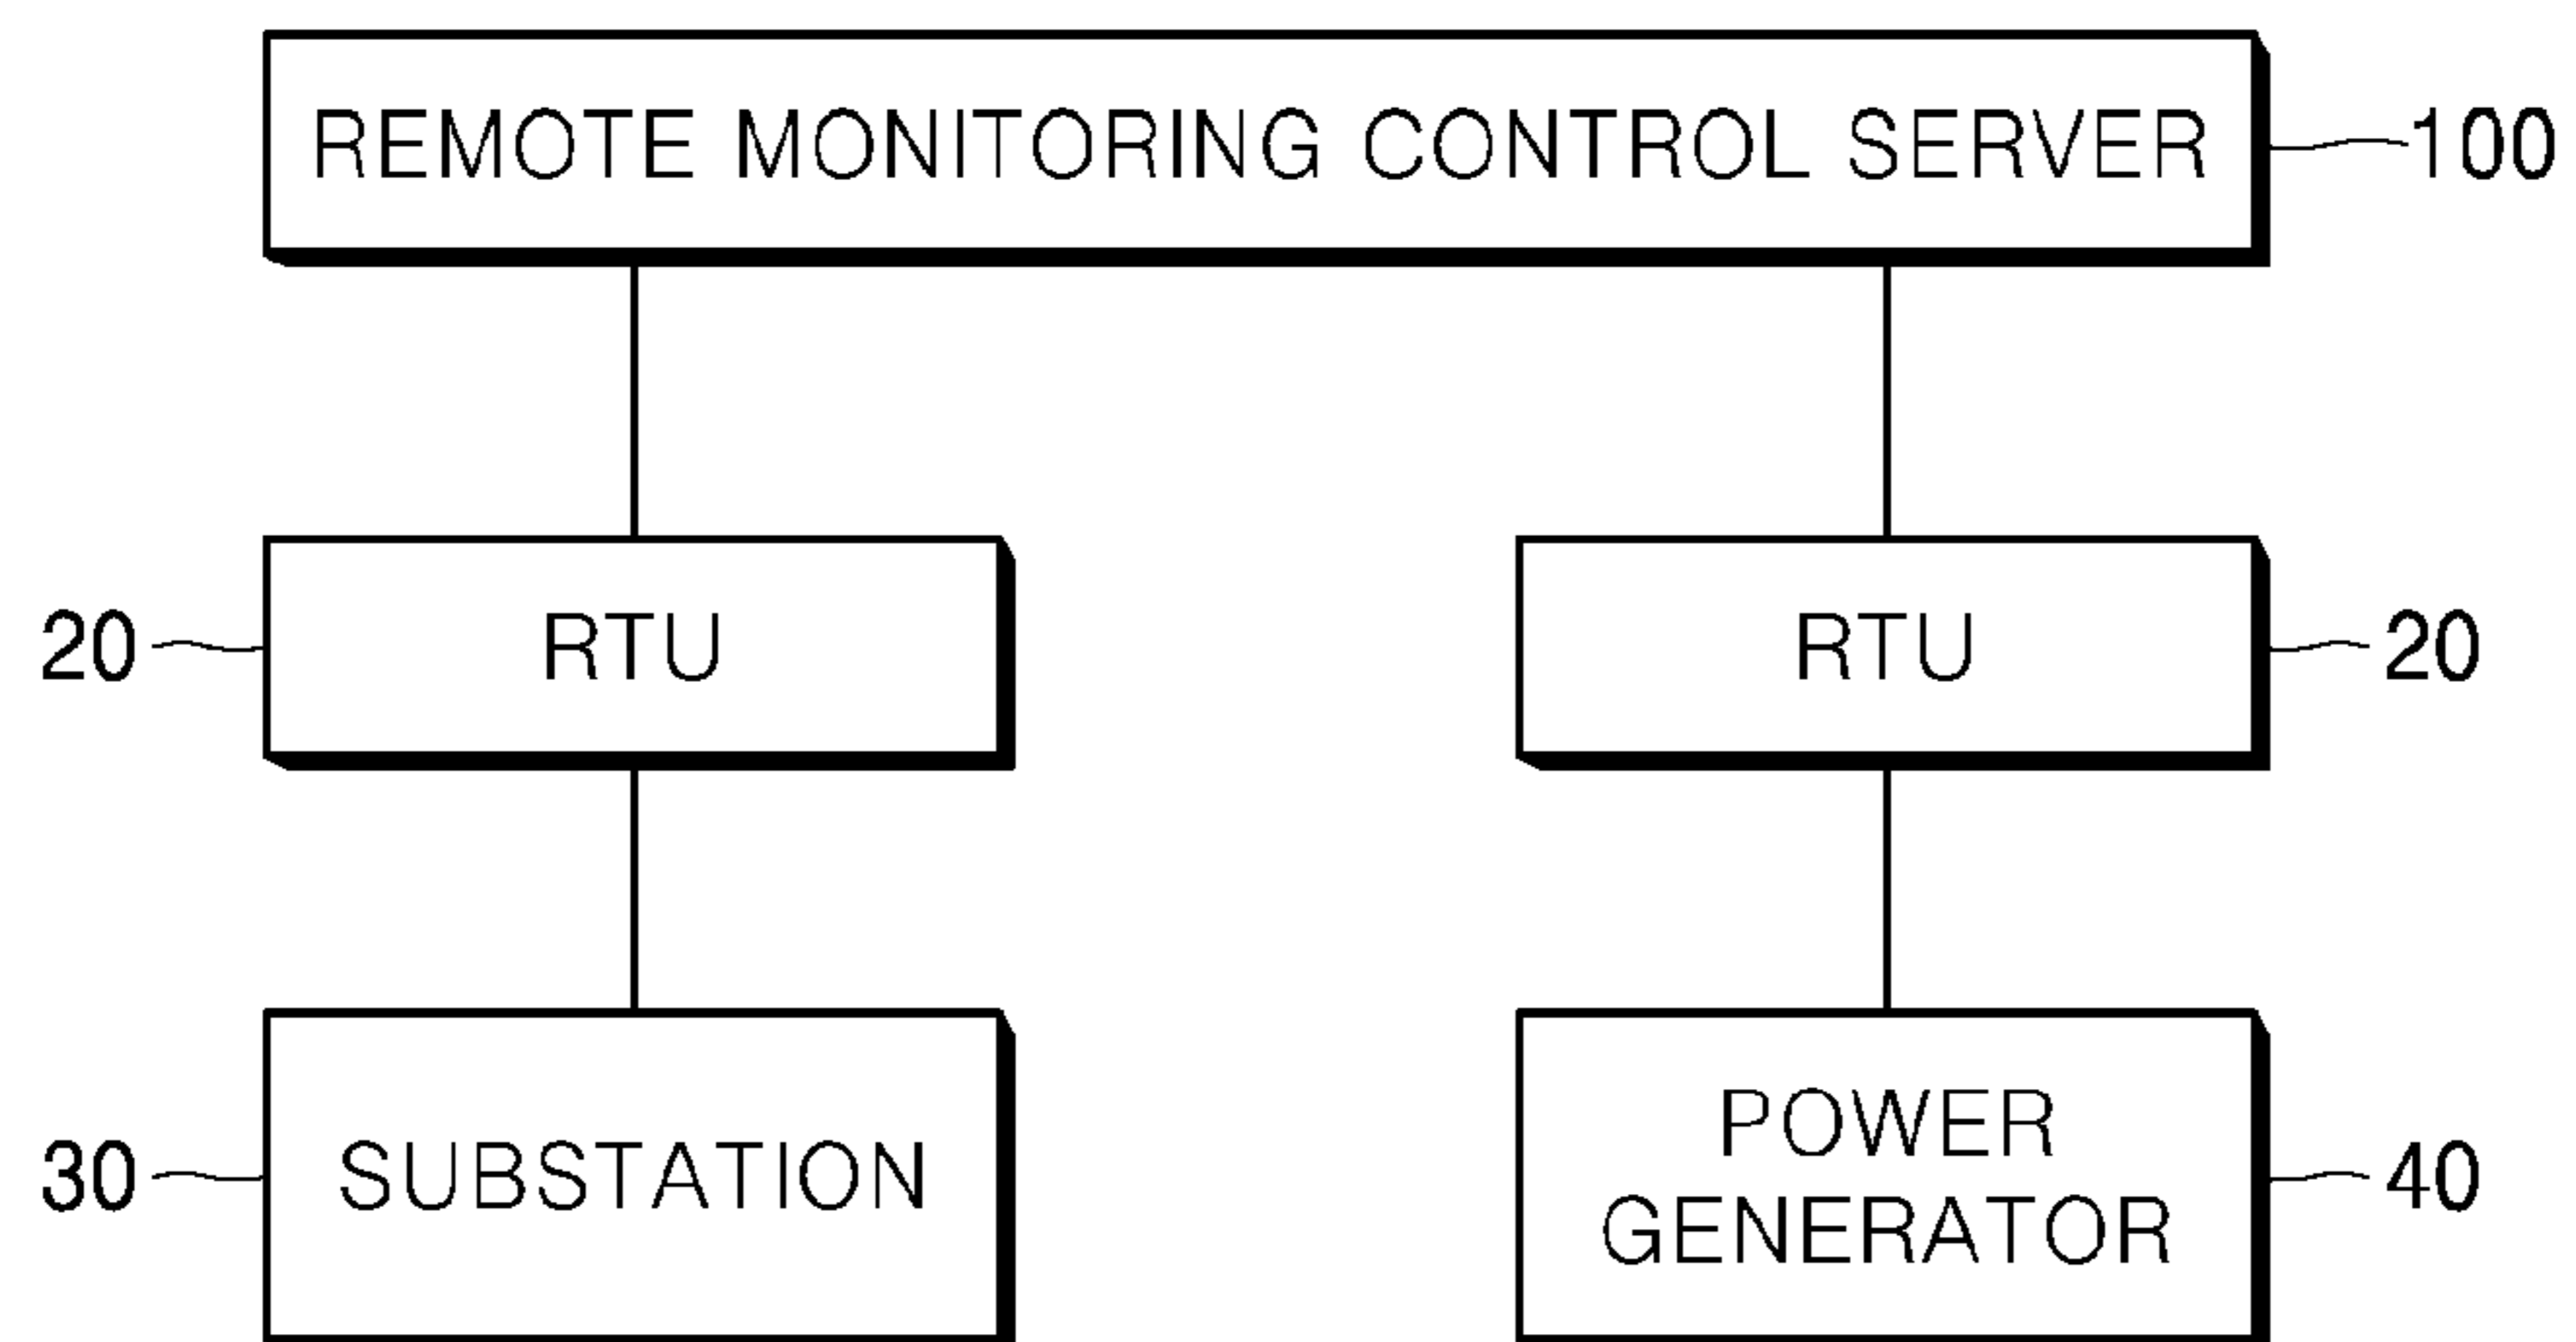 REMOTE MONITORING CONTROL SERVER 100
20 RTU RTU 20
30 SUBSTATION POWER GENERATOR 40